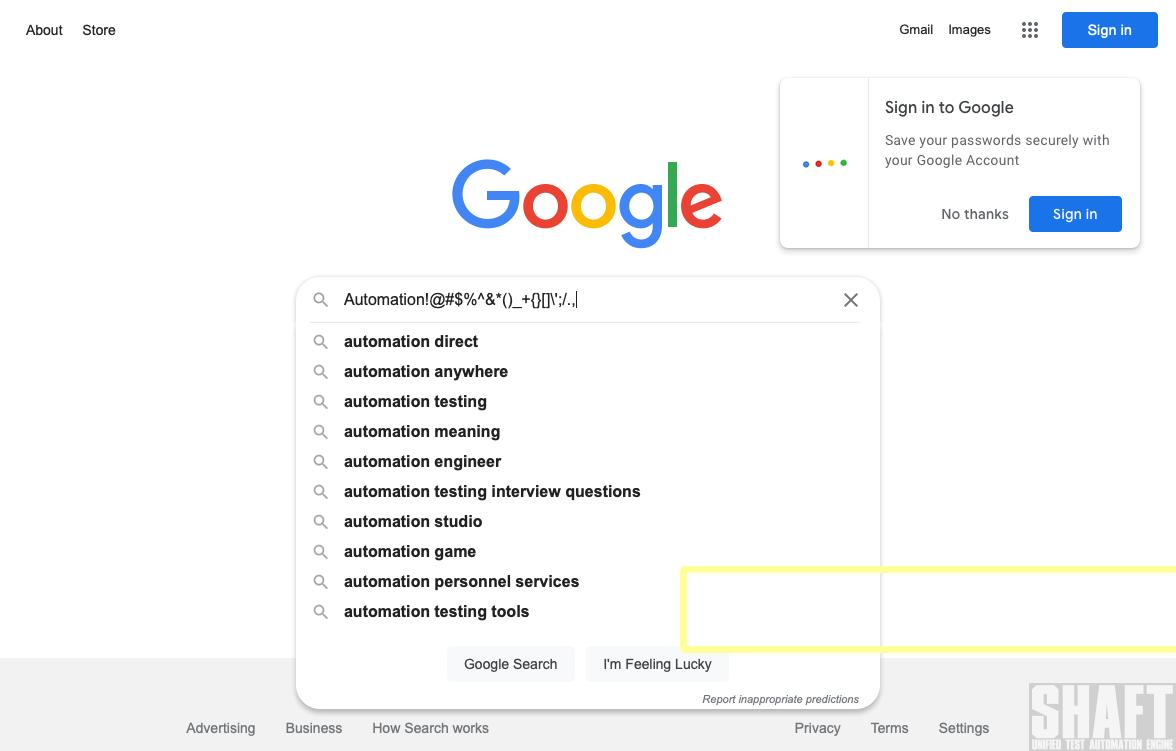 About Store Gmail Images Sign in
Sign in to Google
Save your passwords securely with
your Google Account
No thanks Sign in
Google
Automation!@#$%^&*()_+{}[]\';/.,
automation direct
automation anywhere
automation testing
automation meaning
automation engineer
automation testing interview questions
automation studio
automation game
automation personnel services
automation testing tools
Google Search I'm Feeling Lucky
Report inappropriate predictions
Advertising Business How Search works Privacy Terms Settings
SHAFT
UNIFIED TEST AUTOMATION ENGINE